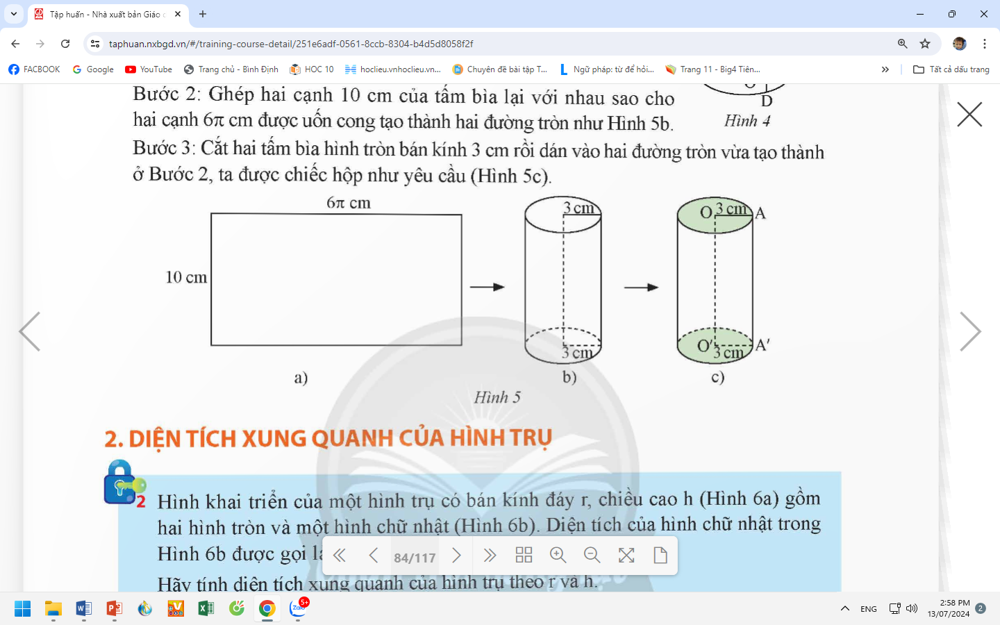 Tập huấn - Nhà xuất bản Giáo
taphuan.nxbgd.vn/#/training-course-detail/251e6adf-0561-8ccb-8304-b4d5d8058f2f
FACBOOK Google YouTube Trang chủ - Bình Định HOC 10 hoclieu.vnhoclieu.vn... Chuyên đề bài tập T... Ngữ pháp: từ để hỏi... Trang 11 - Big4 Tiên... Tất cả dấu trang
Bước 2: Ghép hai cạnh 10 cm của tấm bìa lại với nhau sao cho
hai cạnh 6π cm được uốn cong tạo thành hai đường tròn như Hình 5b.
D
Hình 4
Bước 3: Cắt hai tấm bìa hình tròn bán kính 3 cm rồi dán vào hai đường tròn vừa tạo thành
ở Bước 2, ta được chiếc hộp như yêu cầu (Hình 5c).
6π cm
10 cm
a)
3 cm
3 cm
b)
O 3 cm A
O' 3 cm A'
c)
Hình 5
2. DIỆN TÍCH XUNG QUANH CỦA HÌNH TRỤ
2 Hình khai triển của một hình trụ có bán kính đáy r, chiều cao h (Hình 6a) gồm
hai hình tròn và một hình chữ nhật (Hình 6b). Diện tích của hình chữ nhật trong
Hình 6b được gọi
84/117
Hãy tính diện tích xung quanh của hình trụ theo r và h.
Zalo 5+
ENG
2:58 PM
13/07/2024
2